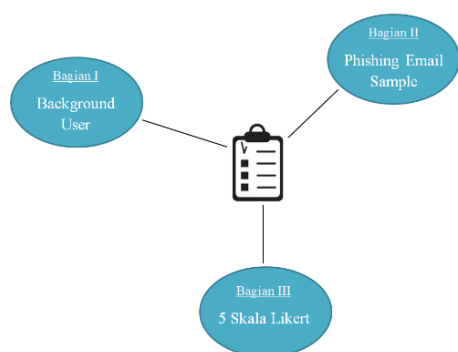 Bagian I
Background
User
Bagian II
Phishing Email
Sample
Bagian III
5 Skala Likert